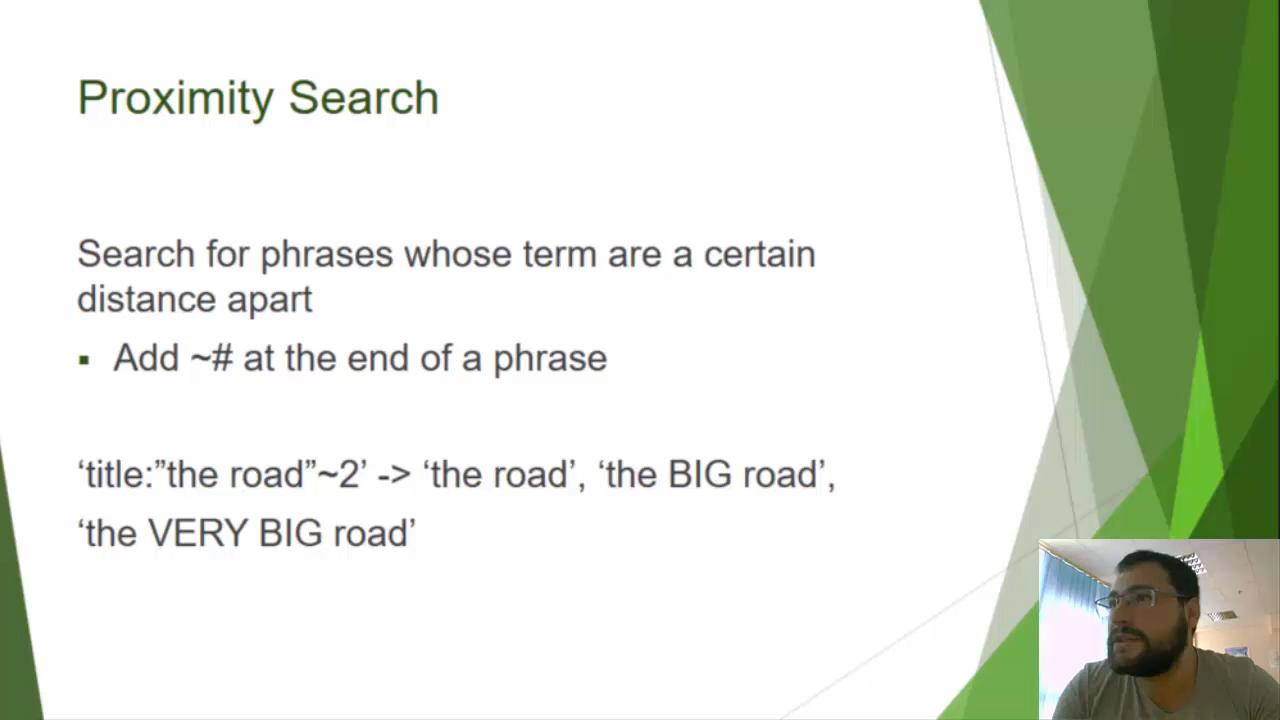 Proximity Search
Search for phrases whose term are a certain
distance apart
▪ Add ~# at the end of a phrase
‘title:”the road”~2’ -> ‘the road’, ‘the BIG road’,
‘the VERY BIG road’